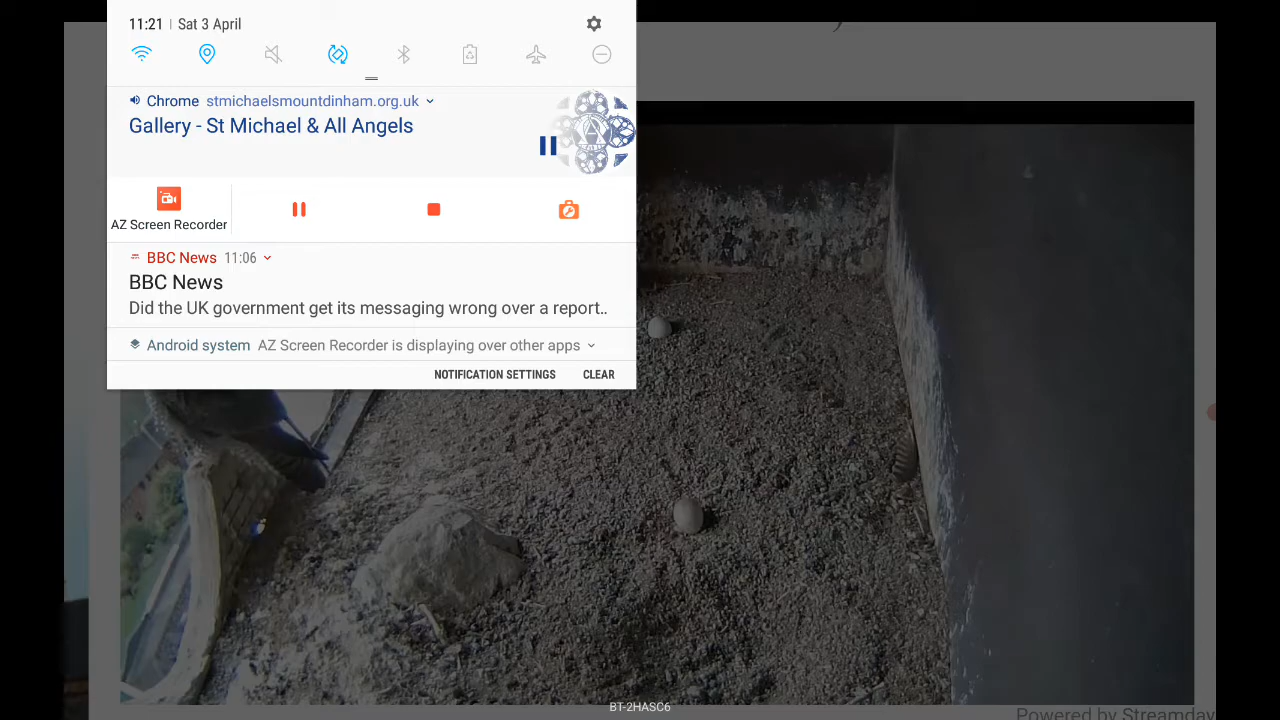 11:21 | Sat 3 April
Chrome stmichaelsmountdinham.org.uk
Gallery - St Michael & All Angels
AZ Screen Recorder
BBC News 11:06
BBC News
Did the UK government get its messaging wrong over a report..
Android system AZ Screen Recorder is displaying over other apps
NOTIFICATION SETTINGS CLEAR
BT-2HASC6
Powered by Streamday